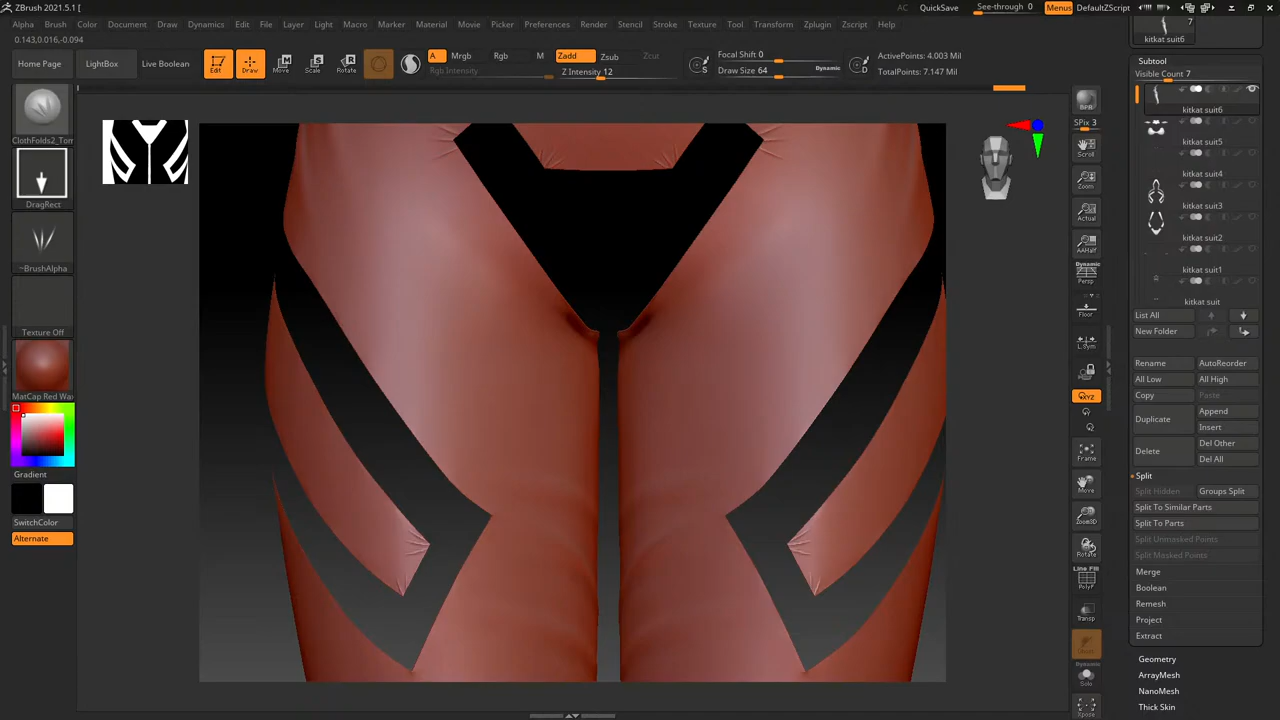 ZBrush 2021.5.1 [
AC QuickSave See-through 0 Menus DefaultZScript
Alpha Brush Color Document Draw Dynamics Edit File Layer Light Macro Marker Material Movie Picker Preferences Render Stencil Stroke Texture Tool Transform Zplugin Zscript Help
0.143,0.016,-0.094
Home Page LightBox Live Boolean Edit Draw Move Scale Rotate
A Mrgb Rgb M Zadd Zsub Zcut
Rgb Intensity Z Intensity 12
Focal Shift 0
Draw Size 64 Dynamic
S D
ActivePoints: 4.003 Mil
TotalPoints: 7.147 Mil
ClothFolds2_Tom
DragRect
~BrushAlpha
Texture Off
MatCap Red Wax
Gradient
SwitchColor
Alternate
BPR
SPix 3
Scroll
Zoom
Actual
AAHalf
Dynamic
Persp
Floor
L.Sym
XYZ
Frame
Move
Zoom3D
Rotate
Line Fill
PolyF
Transp
Dynamic
Solo
Xpose
7
kitkat suit6
Subtool
Visible Count 7
kitkat suit6
kitkat suit5
kitkat suit4
kitkat suit3
kitkat suit2
kitkat suit1
kitkat suit
List All
New Folder
Rename AutoReorder
All Low All High
Copy Paste
Duplicate Append
Insert
Delete Del Other
Del All
Split
Split Hidden Groups Split
Split To Similar Parts
Split To Parts
Split Unmasked Points
Split Masked Points
Merge
Boolean
Remesh
Project
Extract
Geometry
ArrayMesh
NanoMesh
Thick Skin